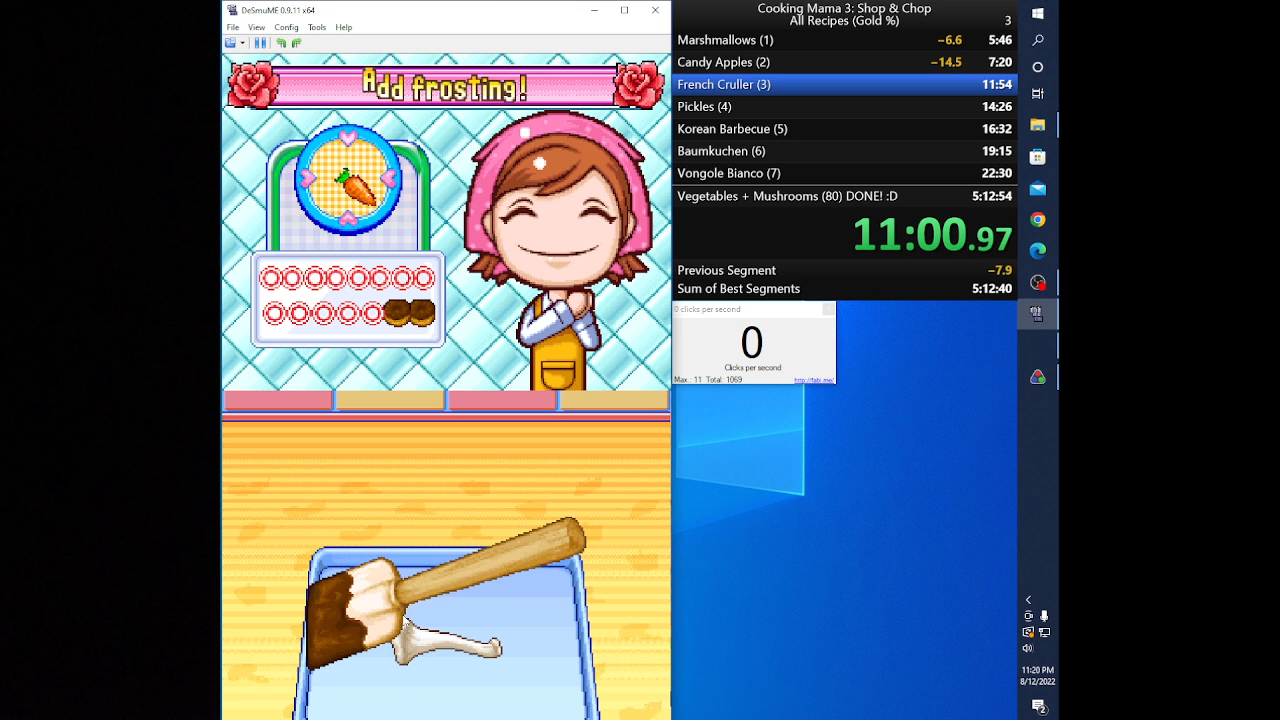 DeSmuME 0.9.11 x64
File View Config Tools Help
Add frosting!
Cooking Mama 3: Shop & Chop
All Recipes (Gold %) 3
Marshmallows (1) −6.6 5:46
Candy Apples (2) −14.5 7:20
French Cruller (3) 11:54
Pickles (4) 14:26
Korean Barbecue (5) 16:32
Baumkuchen (6) 19:15
Vongole Bianco (7) 22:30
Vegetables + Mushrooms (80) DONE! :D 5:12:54
11:00.97
Previous Segment −7.9
Sum of Best Segments 5:12:40
0 clicks per second
0
Clicks per second
Max.: 11 Total: 1069 http://fabi.me/
11:20 PM
8/12/2022
2